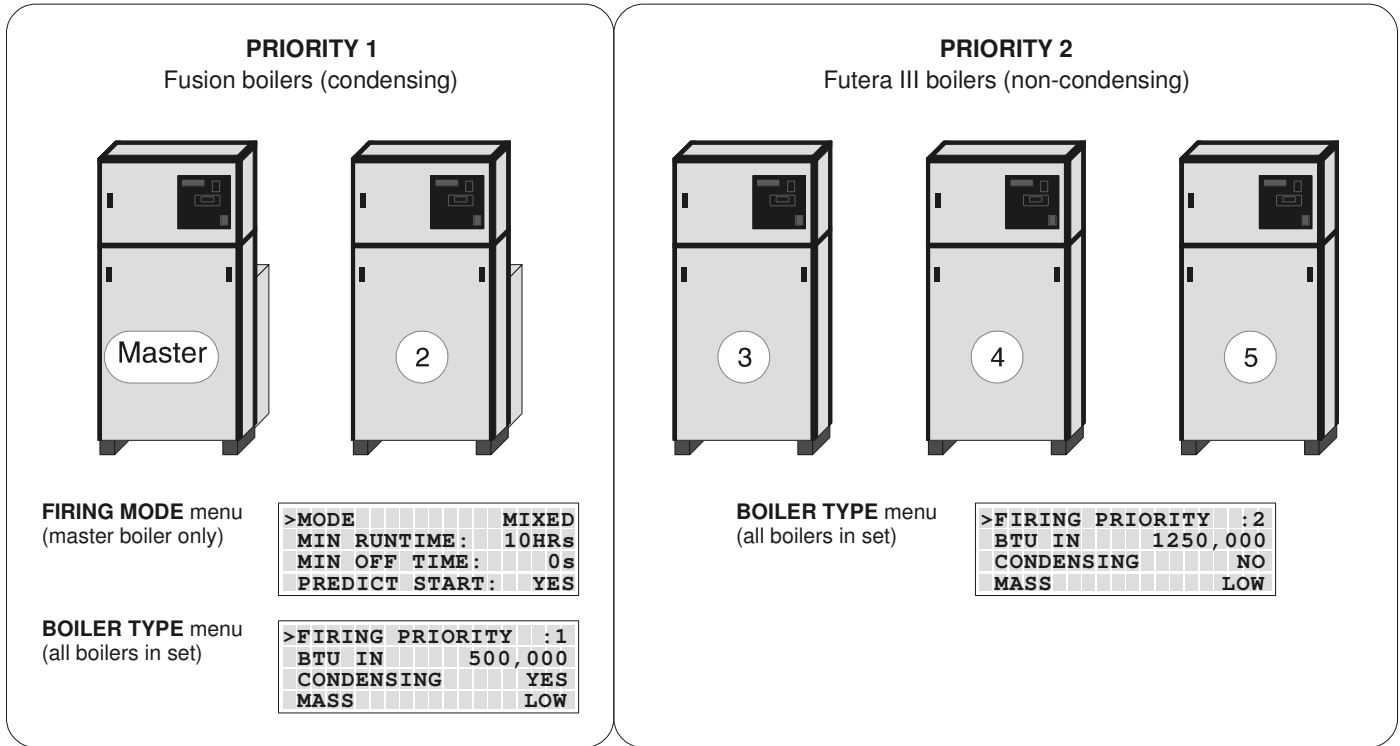 PRIORITY 1
Fusion boilers (condensing)
Master
2
FIRING MODE menu
(master boiler only)
>MODE MIXED
MIN RUNTIME: 10HRs
MIN OFF TIME: 0s
PREDICT START: YES
BOILER TYPE menu
(all boilers in set)
>FIRING PRIORITY :1
BTU IN 500,000
CONDENSING YES
MASS LOW
PRIORITY 2
Futera III boilers (non-condensing)
3
4
5
BOILER TYPE menu
(all boilers in set)
>FIRING PRIORITY :2
BTU IN 1250,000
CONDENSING NO
MASS LOW